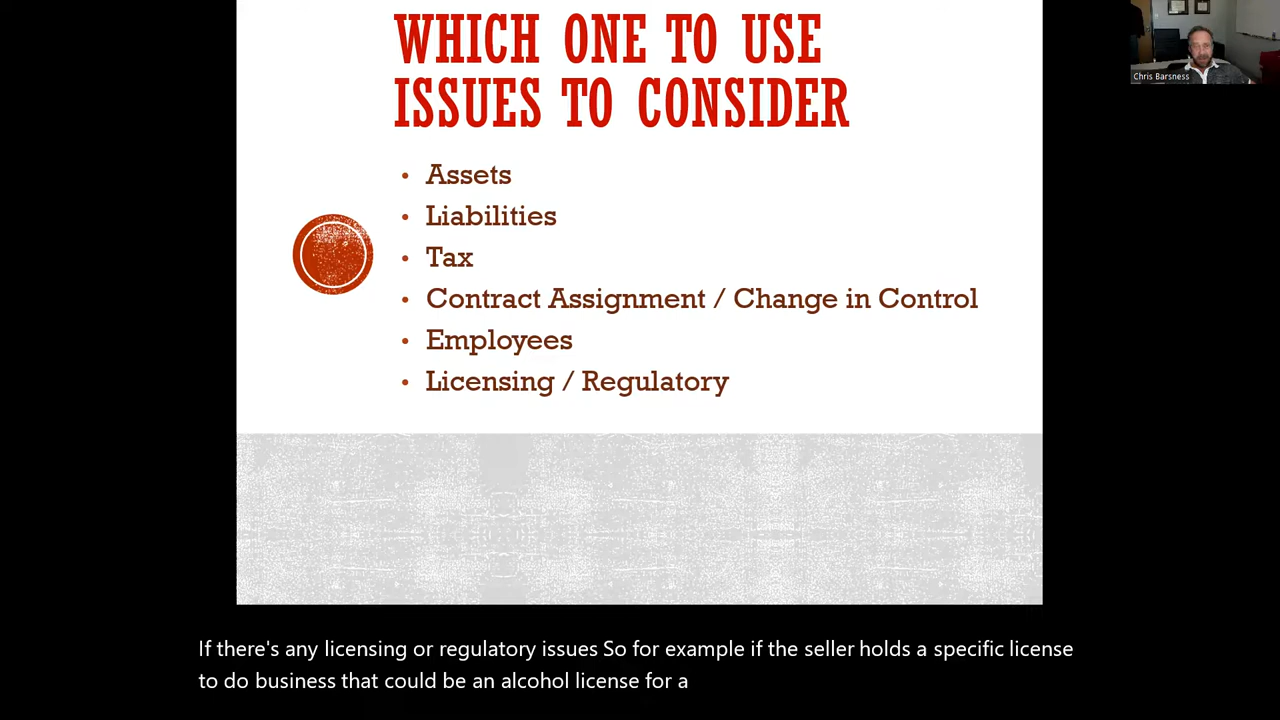 WHICH ONE TO USE
ISSUES TO CONSIDER
• Assets
• Liabilities
• Tax
• Contract Assignment / Change in Control
• Employees
• Licensing / Regulatory
Chris Barsness
If there's any licensing or regulatory issues So for example if the seller holds a specific license
to do business that could be an alcohol license for a